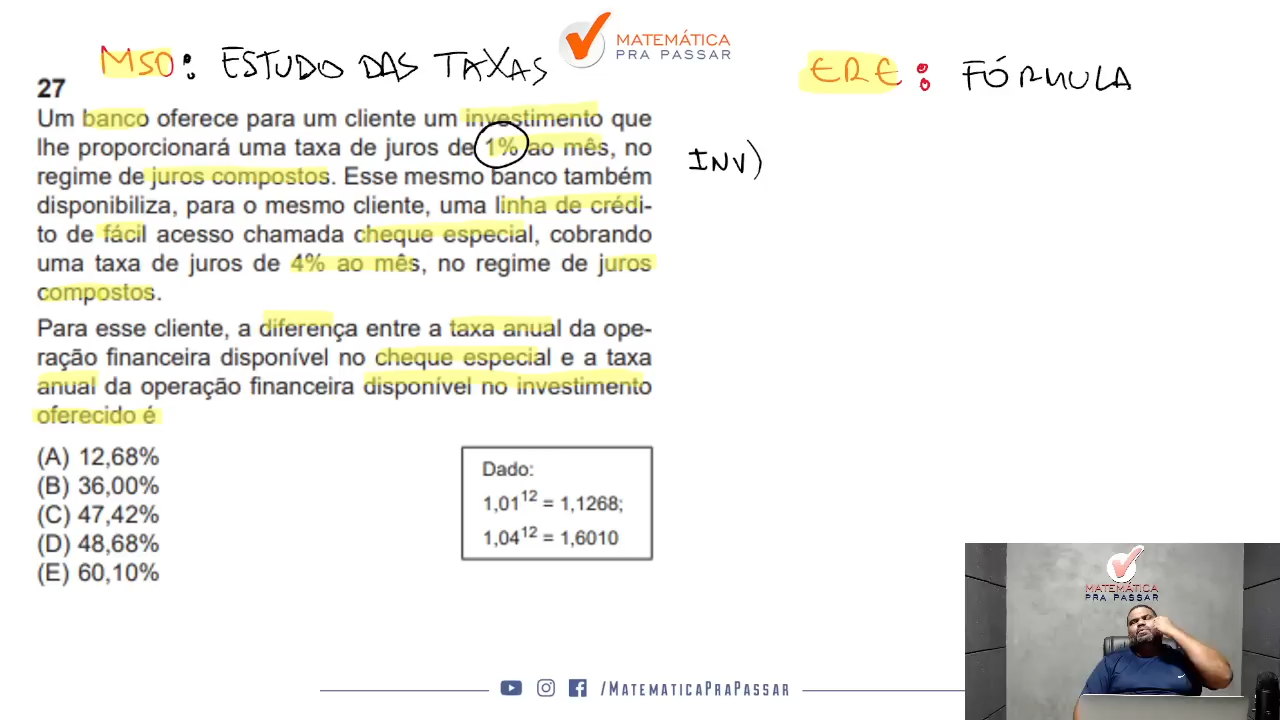 MATEMÁTICA
PRA PASSAR
MSO: ESTUDO DAS TAXAS
ERE: FÓRMULA
27
Um banco oferece para um cliente um investimento que
lhe proporcionará uma taxa de juros de 1% ao mês, no
regime de juros compostos. Esse mesmo banco também
disponibiliza, para o mesmo cliente, uma linha de crédi-
to de fácil acesso chamada cheque especial, cobrando
uma taxa de juros de 4% ao mês, no regime de juros
compostos.
Para esse cliente, a diferença entre a taxa anual da ope-
ração financeira disponível no cheque especial e a taxa
anual da operação financeira disponível no investimento
oferecido é
(A) 12,68%
(B) 36,00%
(C) 47,42%
(D) 48,68%
(E) 60,10%
Dado:
1,01¹² = 1,1268;
1,04¹² = 1,6010
INV)
MATEMÁTICA
PRA PASSAR
/MATEMATICAPRAPASSAR